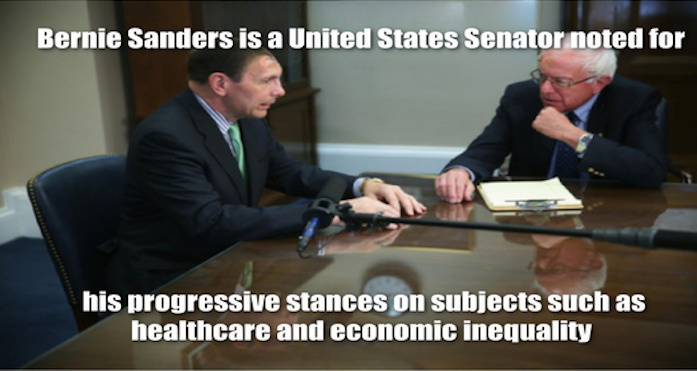 Bernie Sanders is a United States Senator noted for
his progressive stances on subjects such as
healthcare and economic inequality